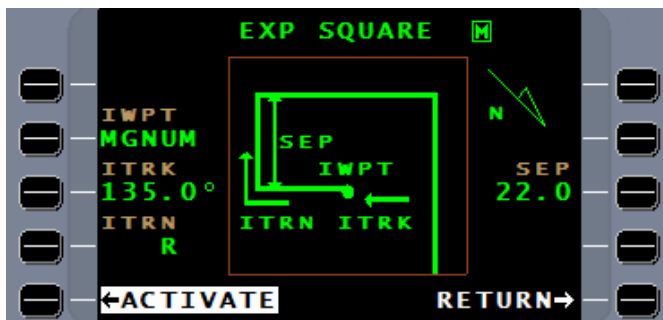 EXP SQUARE M
N
IWPT
MGNUM
SEP
ITRK
135.0°
IWPT
SEP
22.0
ITRN
R
ITRN ITRK
←ACTIVATE
RETURN→